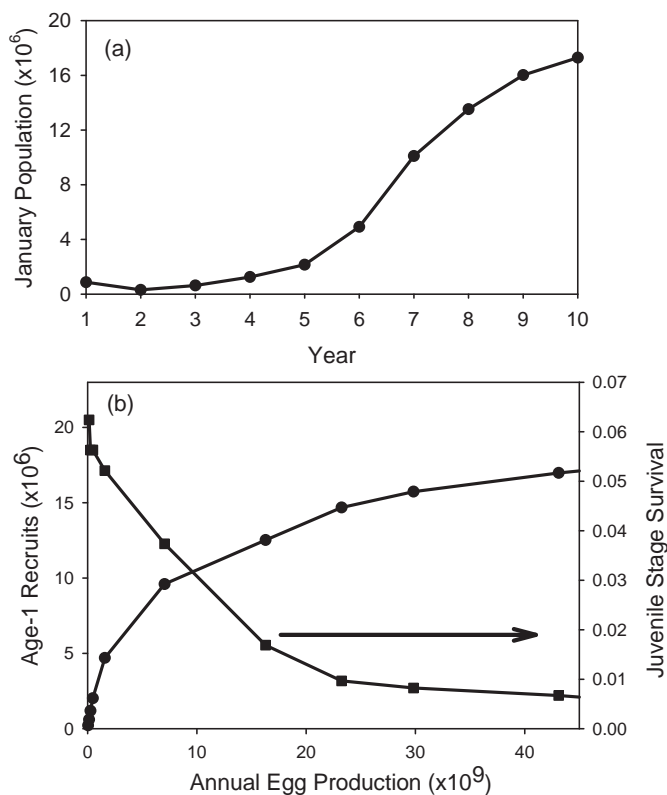 (a)
January Population (x10⁶)
20
16
12
8
4
0
1 2 3 4 5 6 7 8 9 10
Year
(b)
Age-1 Recruits (x10⁶)
20
15
10
5
0
0.07
0.06
0.05
0.04
0.03
0.02
0.01
0.00
Juvenile Stage Survival
0 10 20 30 40
Annual Egg Production (x10⁹)